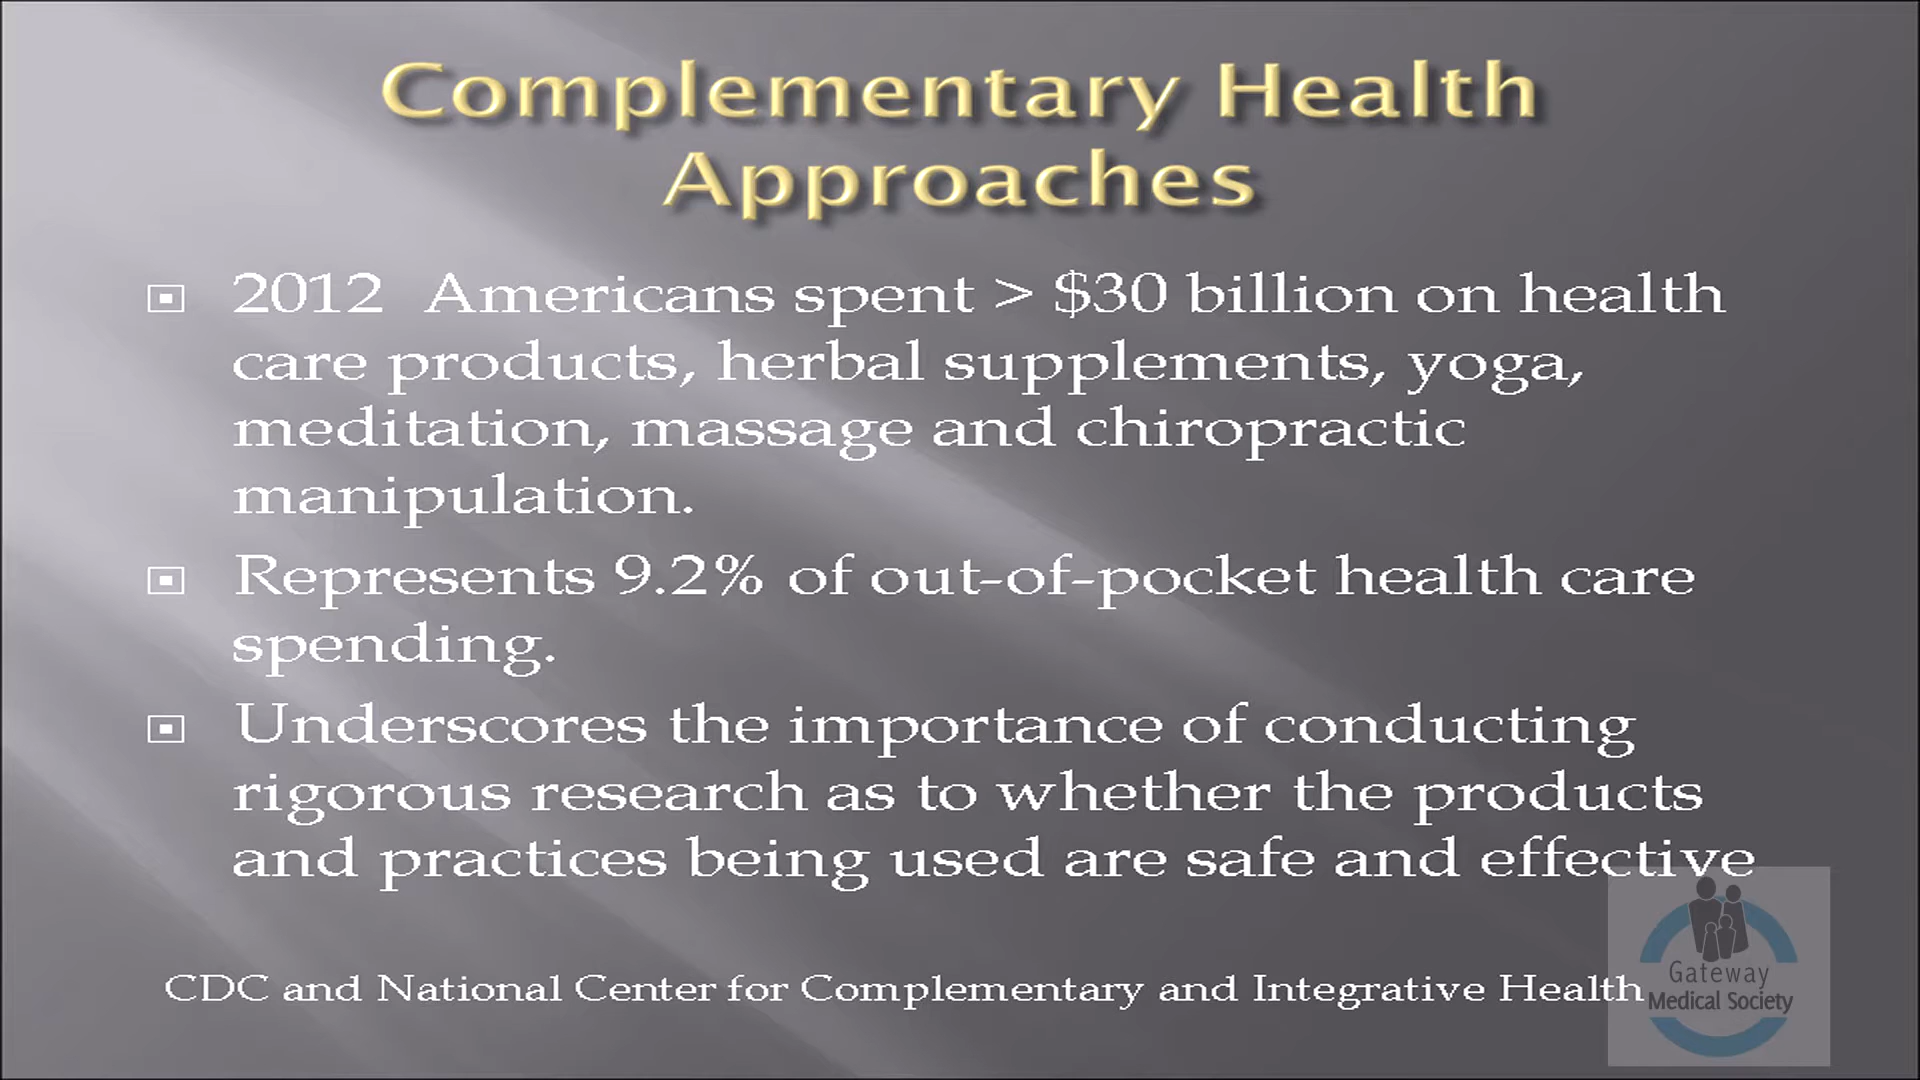 Complementary Health
Approaches
2012 Americans spent > $30 billion on health
care products, herbal supplements, yoga,
meditation, massage and chiropractic
manipulation.
Represents 9.2% of out-of-pocket health care
spending.
Underscores the importance of conducting
rigorous research as to whether the products
and practices being used are safe and effective
CDC and National Center for Complementary and Integrative Health
Gateway
Medical Society